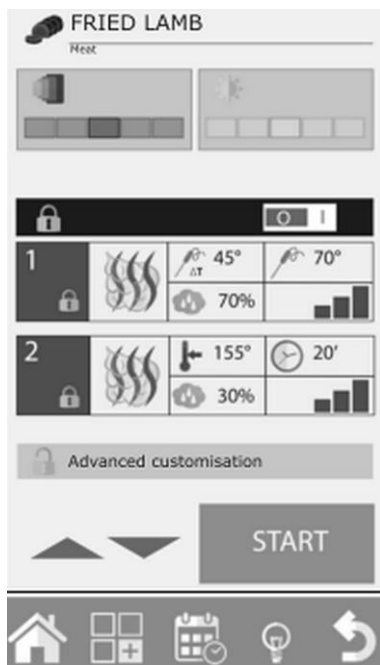 FRIED LAMB
Meat
O I
1
ΔT 45° 70°
70%
2
155° 20'
30%
Advanced customisation
START